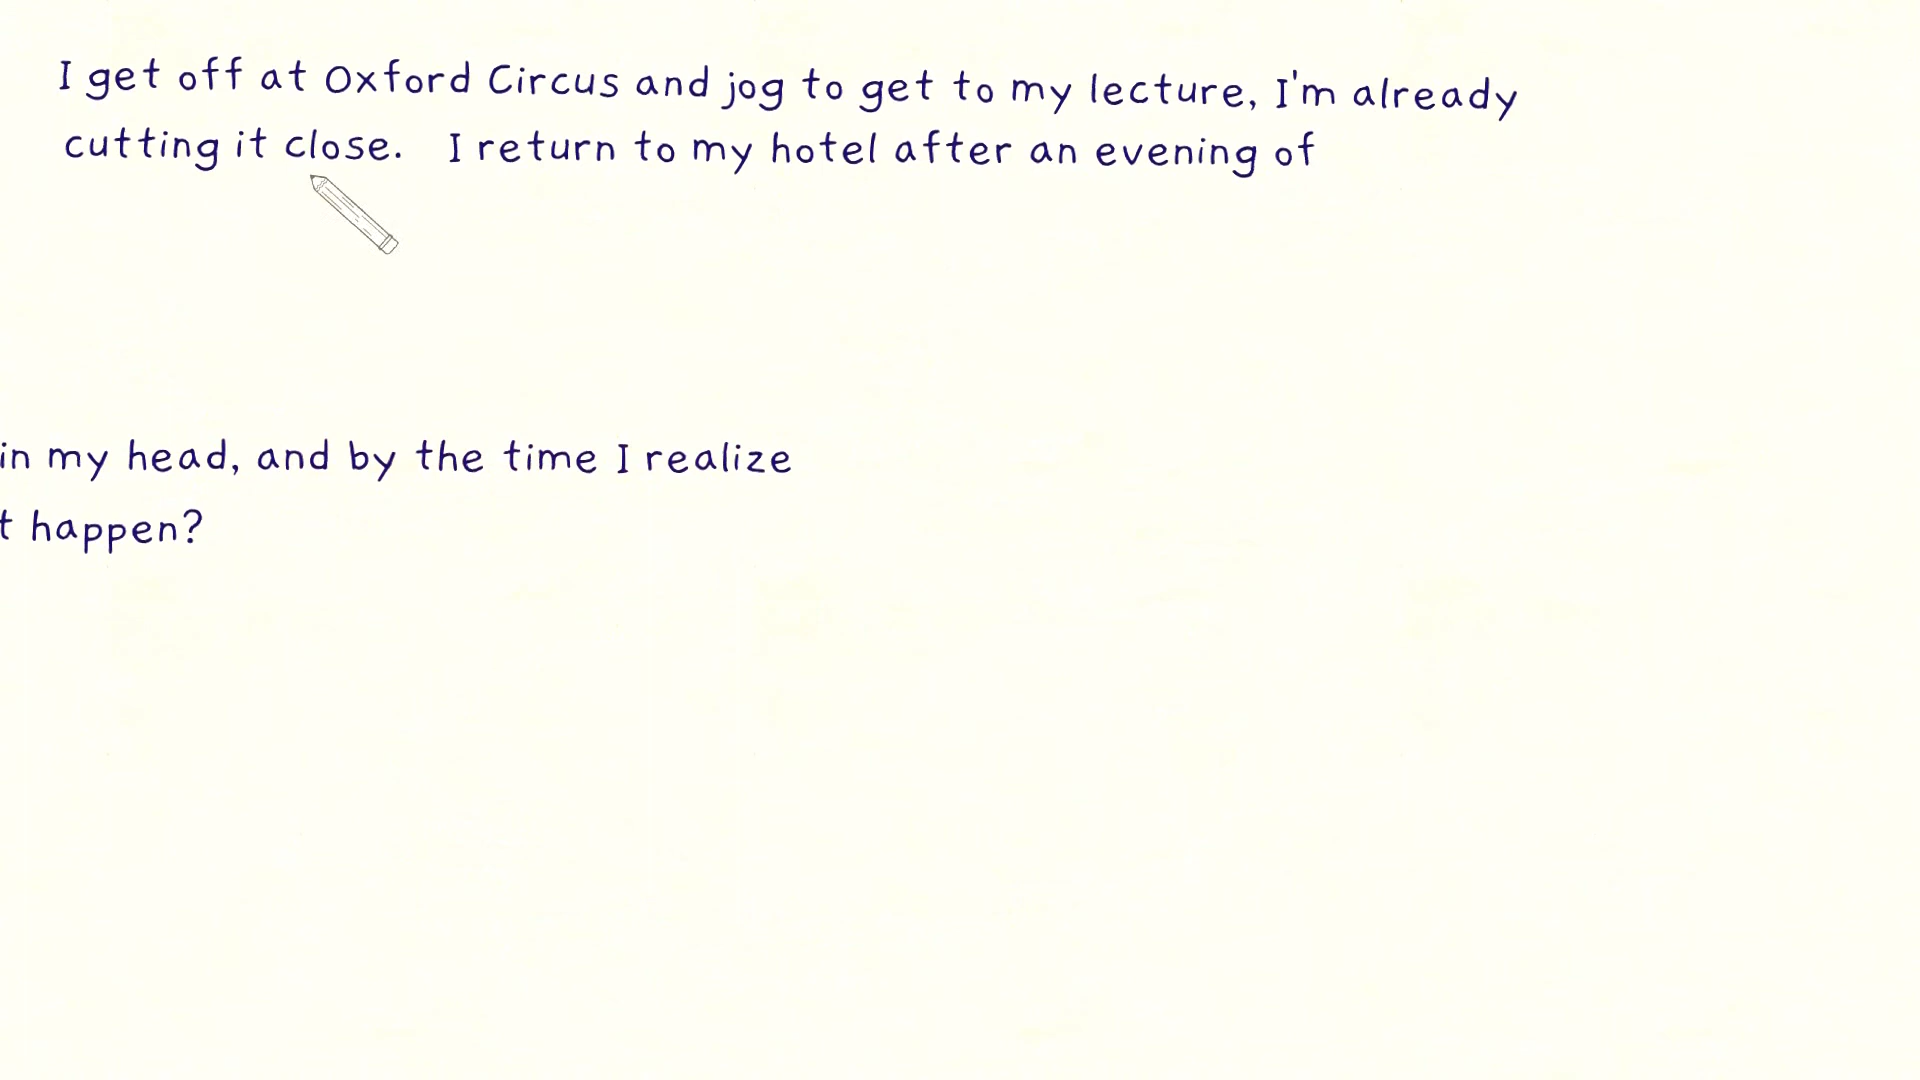 I get off at Oxford Circus and jog to get to my lecture, I'm already
cutting it close. I return to my hotel after an evening of
in my head, and by the time I realize
t happen?